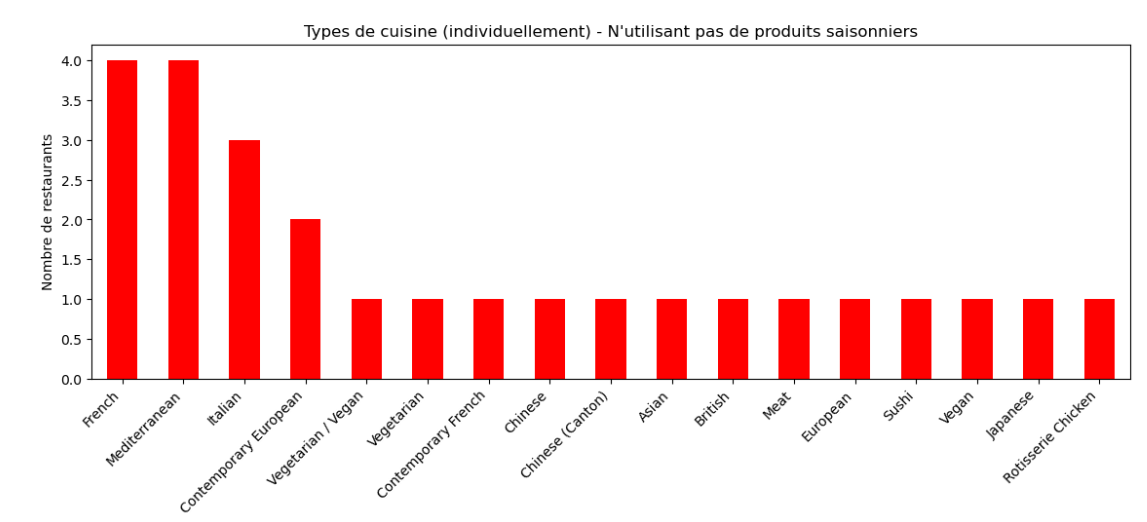 Types de cuisine (individuellement) - N'utilisant pas de produits saisonniers
Nombre de restaurants
4.0
3.5
3.0
2.5
2.0
1.5
1.0
0.5
0.0
French
Mediterranean
Italian
Contemporary European
Vegetarian / Vegan
Vegetarian
Contemporary French
Chinese
Chinese (Canton)
Asian
British
Meat
European
Sushi
Vegan
Japanese
Rotisserie Chicken